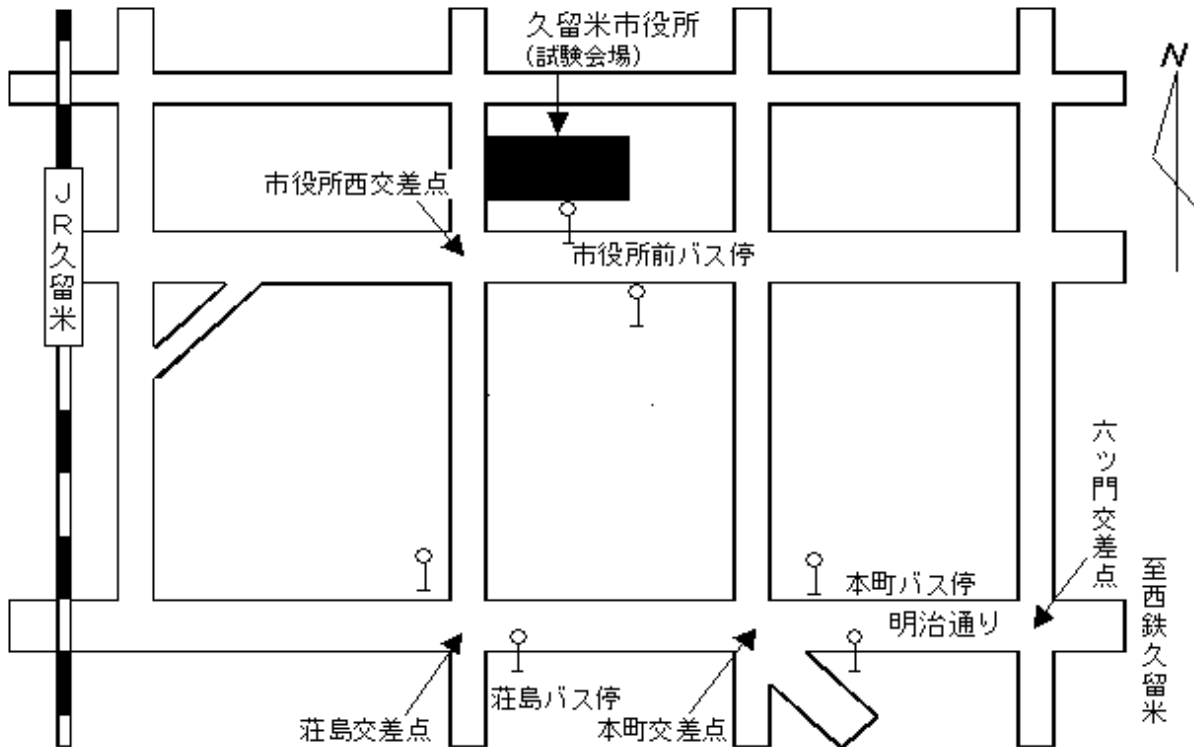 久留米市役所
(試験会場)
N
市役所西交差点
JR久留米
市役所前バス停
六ツ門交差点
本町バス停
明治通り
至西鉄久留米
荘島バス停
荘島交差点
本町交差点